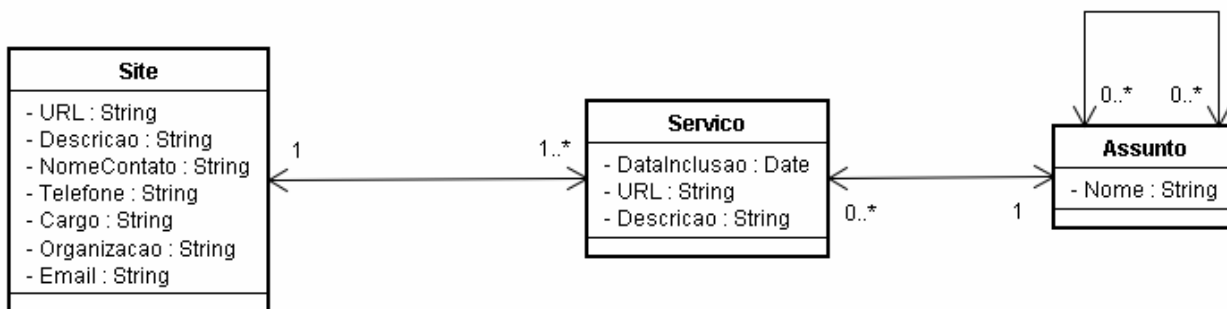 Site
- URL : String
- Descricao : String
- NomeContato : String
- Telefone : String
- Cargo : String
- Organizacao : String
- Email : String
1
1..*
Servico
- DataInclusao : Date
- URL : String
- Descricao : String
0..*
1
0..*
0..*
Assunto
- Nome : String